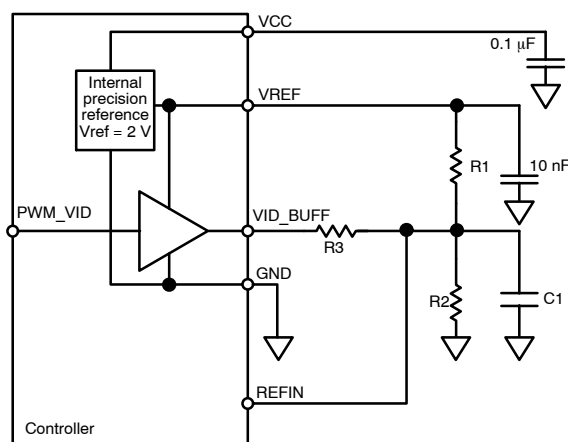 VCC
0.1 μF
Internal
precision
reference
Vref = 2 V
VREF
R1
10 nF
PWM_VID
VID_BUFF
R3
GND
R2
C1
REFIN
Controller